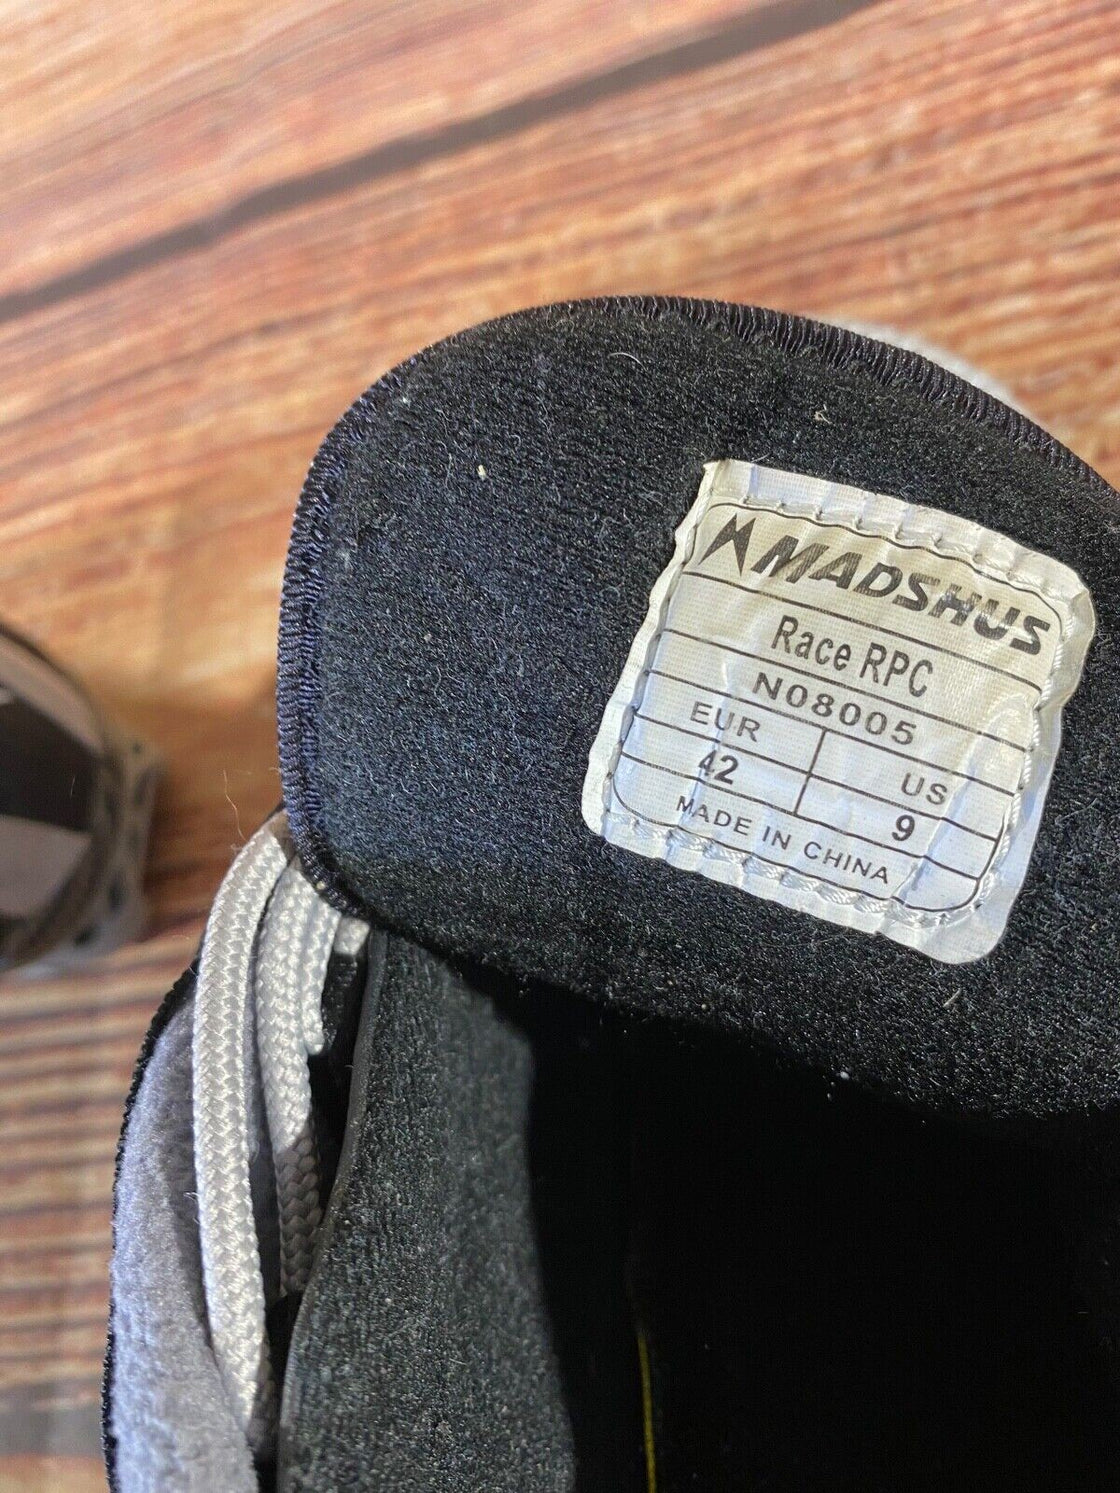 MADSHUS
Race RPC
N08005
EUR US
42 9
MADE IN CHINA